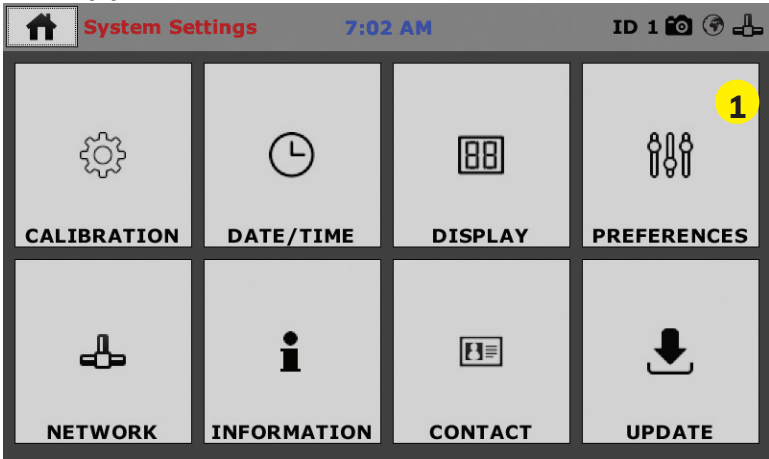 System Settings 7:02 AM ID 1
1
CALIBRATION DATE/TIME DISPLAY PREFERENCES
NETWORK INFORMATION CONTACT UPDATE